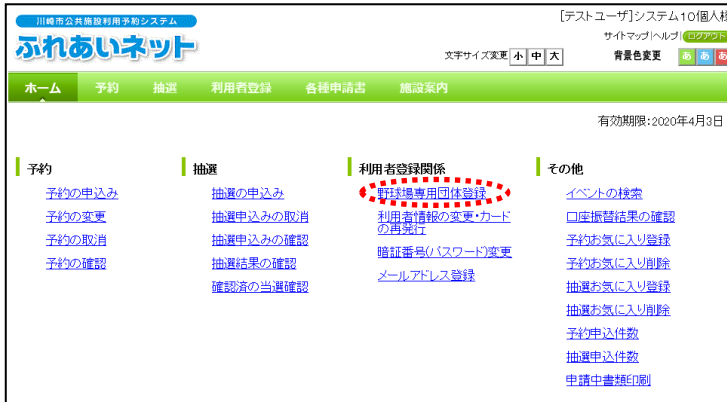 川崎市公共施設利用予約システム
ふれあいネット
[テストユーザ]システム10個人様
サイトマップ|ヘルプ|ログアウト
文字サイズ変更 小 中 大 背景色変更 あ あ あ
ホーム 予約 抽選 利用者登録 各種申請書 施設案内
有効期限:2020年4月3日
予約
予約の申込み
予約の変更
予約の取消
予約の確認
抽選
抽選の申込み
抽選申込みの取消
抽選申込みの確認
抽選結果の確認
確認済の当選確認
利用者登録関係
野球場専用団体登録
利用者情報の変更・カード
の再発行
暗証番号(パスワード)変更
メールアドレス登録
その他
イベントの検索
口座振替結果の確認
予約お気に入り登録
予約お気に入り削除
抽選お気に入り登録
抽選お気に入り削除
予約申込件数
抽選申込件数
申請中書類印刷